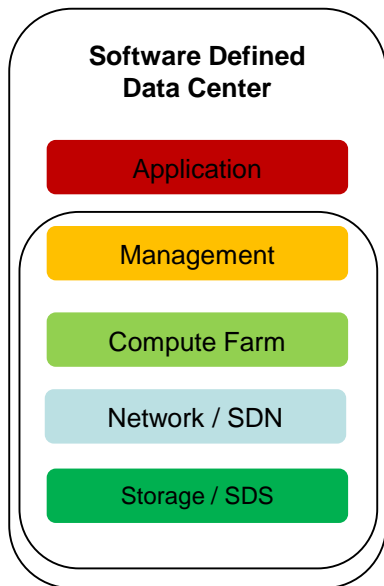 Software Defined
Data Center
Application
Management
Compute Farm
Network / SDN
Storage / SDS